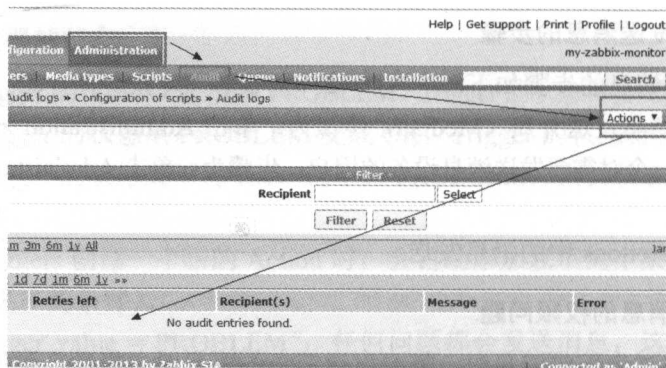 Help | Get support | Print | Profile | Logout
figuration Administration
my-zabbix-monitor
ers | Media types | Scripts | Audit | Queue | Notifications | Installation Search
Audit logs » Configuration of scripts » Audit logs
Actions ▼
Filter
Recipient Select
Filter Reset
m 3m 6m 1y All Jan
1d 7d 1m 6m 1y »»
Retries left Recipient(s) Message Error
No audit entries found.
Copyright 2001-2013 by Zabbix SIA Connected as 'Admin'